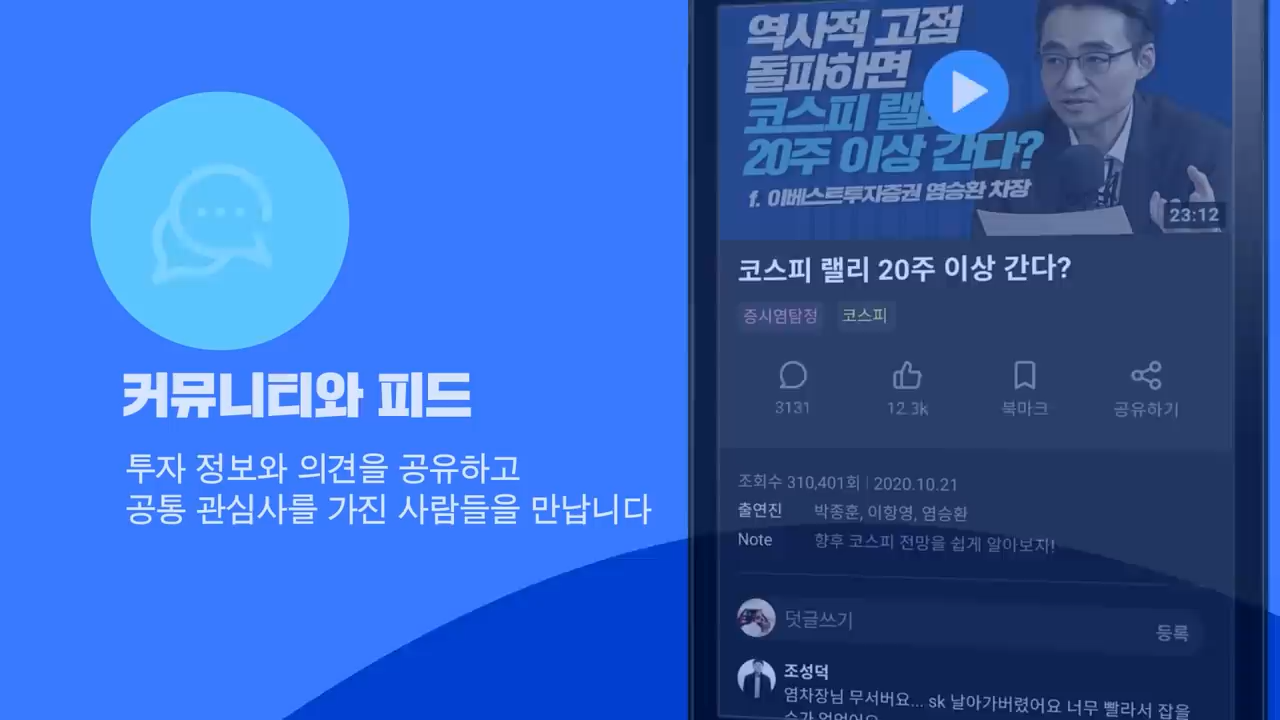 커뮤니티와 피드
투자 정보와 의견을 공유하고
공통 관심사를 가진 사람들을 만납니다
역사적 고점
돌파하면
코스피 랠
20주 이상 간다?
f. 이베스트투자증권 염승환 차장
23:12
코스피 랠리 20주 이상 간다?
증시염탐정 코스피
3131 12.3k 북마크 공유하기
조회수 310,401회 | 2020.10.21
출연진 박종훈, 이항영, 염승환
Note 향후 코스피 전망을 쉽게 알아보자!
덧글쓰기
등록
조성덕
염차장님 무서버요... sk 날아가버렸어요 너무 빨라서 잡을